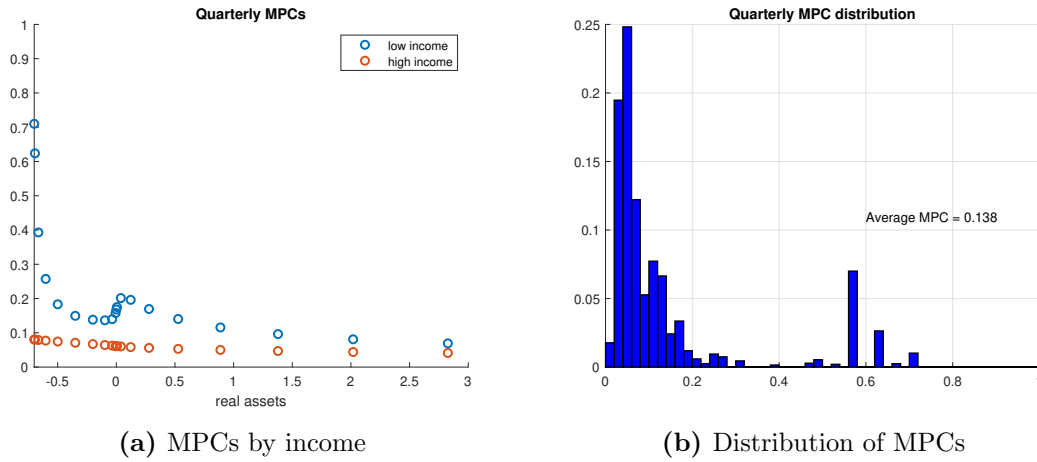 Quarterly MPCs
1
0.9
0.8
0.7
0.6
0.5
0.4
0.3
0.2
0.1
0
low income
high income
-0.5 0 0.5 1 1.5 2 2.5 3
real assets
(a) MPCs by income
Quarterly MPC distribution
0.25
0.2
0.15
0.1
0.05
0
Average MPC = 0.138
0 0.2 0.4 0.6 0.8 1
(b) Distribution of MPCs